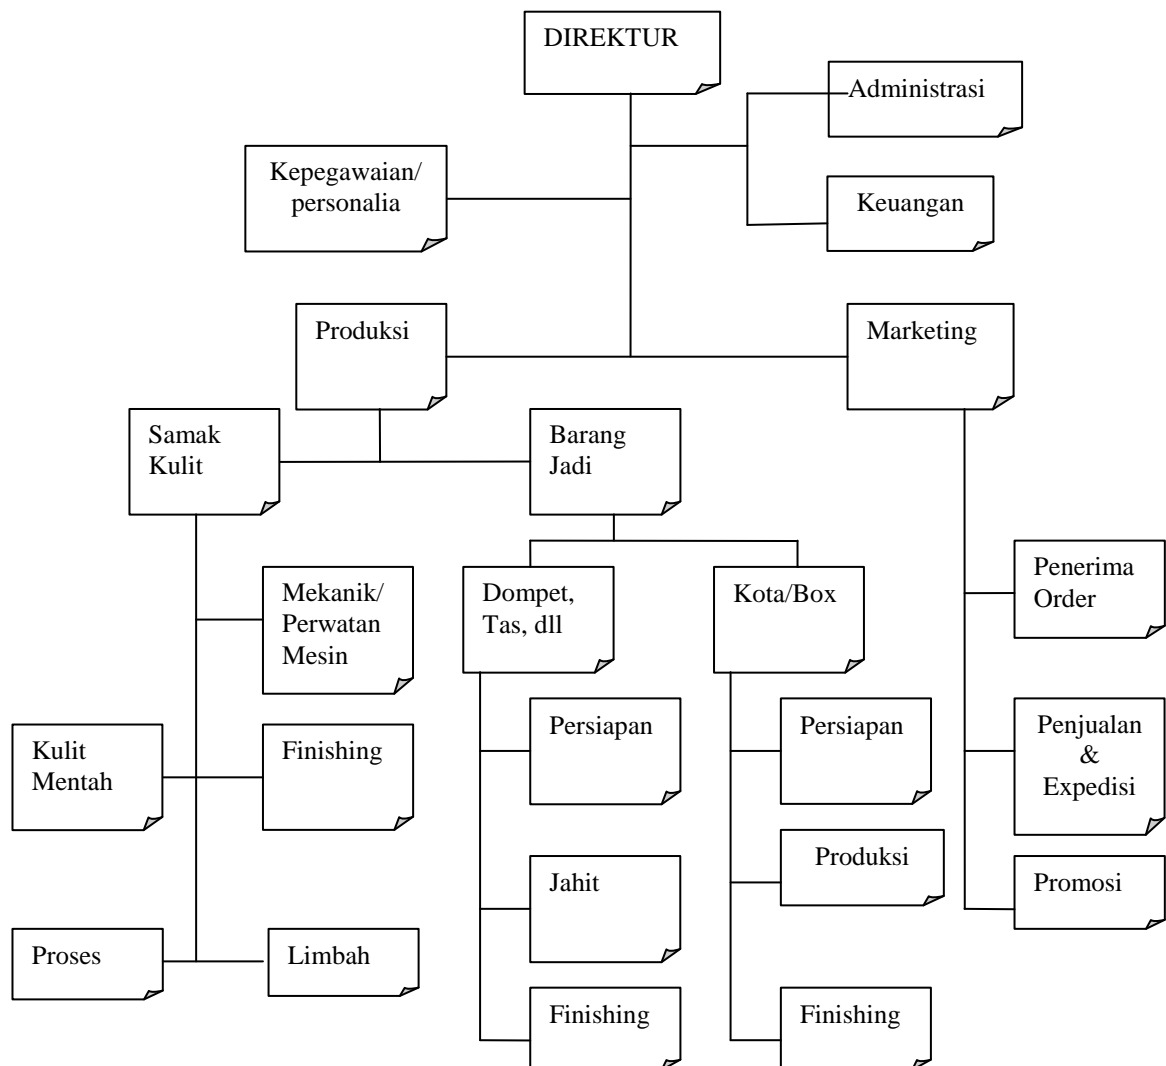 DIREKTUR
Administrasi
Kepegawaian/
personalia
Keuangan
Produksi
Marketing
Samak
Kulit
Barang
Jadi
Mekanik/
Perwatan
Mesin
Dompet,
Tas, dll
Kota/Box
Penerima
Order
Kulit
Mentah
Finishing
Persiapan
Persiapan
Penjualan
&
Expedisi
Jahit
Produksi
Promosi
Proses
Limbah
Finishing
Finishing